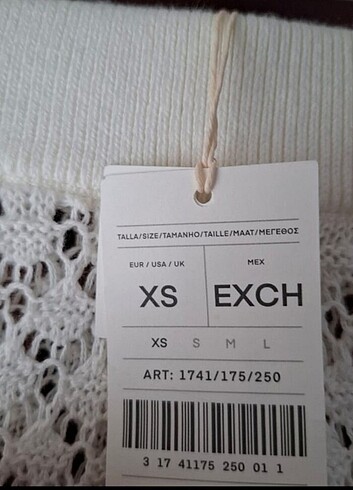 TALLA/SIZE/TAMANHO/TAILLE/MAAT/ΜΕΓΕΘΟΣ
EUR / USA / UK
MEX
XS
EXCH
XS S M L
ART: 1741/175/250
3 17 41175 250 01 1